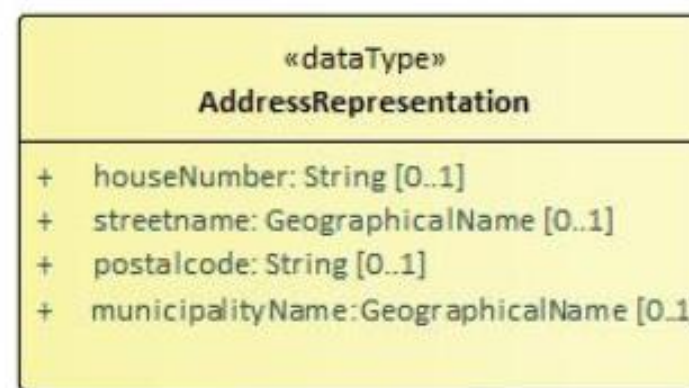 «dataType»
AddressRepresentation
+ houseNumber: String [0..1]
+ streetname: GeographicalName [0..1]
+ postalcode: String [0..1]
+ municipalityName:GeographicalName [0..1